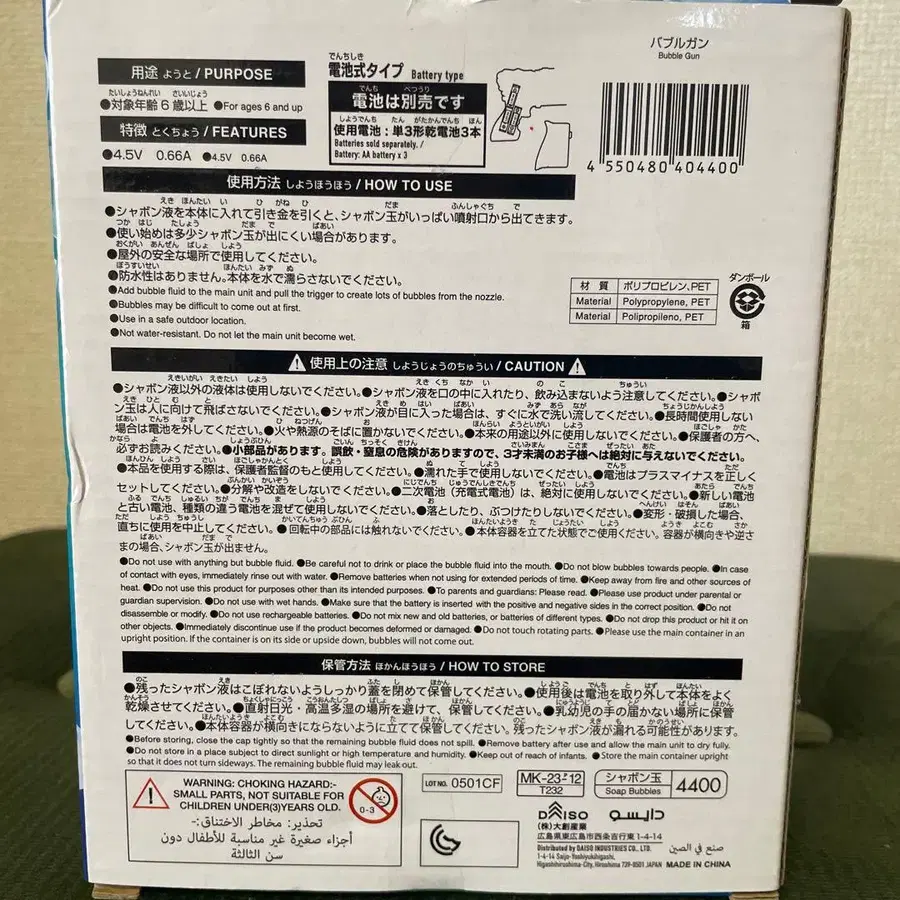 用途 ようと / PURPOSE
●対象年齢6歳以上 ●For ages 6 and up
特徴 とくちょう / FEATURES
●4.5V 0.66A ●4.5V 0.66A
電池式タイプ Battery type
電池は別売です
使用電池：単3形乾電池3本
Batteries sold separately. /
Battery: AA battery x 3
バブルガン
Bubble Gun
4 550480 404400
使用方法 しようほうほう / HOW TO USE
●シャボン液を本体に入れて引き金を引くと、シャボン玉がいっぱい噴射口から出てきます。
●使い始めは多少シャボン玉が出にくい場合があります。
●屋外の安全な場所で使用してください。
●防水性はありません。本体を水で濡らさないでください。
●Add bubble fluid to the main unit and pull the trigger to create lots of bubbles from the nozzle.
●Bubbles may be difficult to come out at first.
●Use in a safe outdoor location.
●Not water-resistant. Do not let the main unit become wet.
材質 ポリプロピレン、PET
Material Polypropylene, PET
Material Polipropileno, PET
ダンボール
箱
使用上の注意 しようじょうのちゅうい / CAUTION
●シャボン液以外の液体は使用しないでください。●シャボン液を口の中に入れたり、飲み込まないよう注意してください。●シャボ
ン玉は人に向けて飛ばさないでください。●シャボン液が目に入った場合は、すぐに水で洗い流してください。●長時間使用しない
場合は電池を外してください。●火や熱源のそばに置かないでください。●本来の用途以外に使用しないでください。●保護者の方へ、
必ずお読みください。●小部品があります。誤飲・窒息の危険がありますので、3才未満のお子様へは絶対に与えないでください。
●本品を使用する際は、保護者監督のもと使用してください。●濡れた手で使用しないでください。●電池はプラスマイナスを正しく
セットしてください。●分解や改造をしないでください。●二次電池（充電式電池）は、絶対に使用しないでください。●新しい電池
と古い電池、種類の違う電池を混ぜて使用しないでください。●落としたり、ぶつけたりしないでください。●変形・破損した場合、
直ちに使用を中止してください。●回転中の部品には触れないでください。●本体容器を立てた状態でご使用ください。容器が横向きや逆さ
まの場合、シャボン玉が出ません。
●Do not use with anything but bubble fluid. ●Be careful not to drink or place the bubble fluid into the mouth. ●Do not blow bubbles towards people. ●In case
of contact with eyes, immediately rinse out with water. ●Remove batteries when not using for extended periods of time. ●Keep away from fire and other sources of
heat. ●Do not use this product for purposes other than its intended purposes. ●To parents and guardians: Please read. ●Please use product under parental or
guardian supervision. ●Do not use with wet hands. ●Make sure that the battery is inserted with the positive and negative sides in the correct position. ●Do not
disassemble or modify. ●Do not use rechargeable batteries. ●Do not mix new and old batteries, or batteries of different types. ●Do not drop this product or hit it on
other objects. ●Immediately discontinue use if the product becomes deformed or damaged. ●Do not touch rotating parts. ●Please use the main container in an
upright position. If the container is on its side or upside down, bubbles will not come out.
保管方法 ほかんほうほう / HOW TO STORE
●残ったシャボン液はこぼれないようしっかり蓋を閉めて保管してください。●使用後は電池を取り外して本体をよく
乾燥させてください。●直射日光・高温多湿の場所を避けて、保管してください。●乳幼児の手の届かない場所に保管
してください。●本体容器が横向きにならないように立てて保管してください。残ったシャボン液が漏れる可能性があります。
●Before storing, close the cap tightly so that the remaining bubble fluid does not spill. ●Remove battery after use and allow the main unit to dry fully.
●Do not store in a place subject to direct sunlight or high temperature and humidity. ●Keep out of reach of infants. ●Store the main container upright
so that it does not turn sideways. The remaining bubble fluid may leak out.
WARNING: CHOKING HAZARD:-
SMALL PARTS, NOT SUITABLE FOR
CHILDREN UNDER(3)YEARS OLD.
0-3
تحذير: مخاطر الاختناق:-
أجزاء صغيرة غير مناسبة للأطفال دون
سن الثالثة
LOT NO. 0501CF
MK-23 12
T232
シャボン玉
Soap Bubbles
4400
DAISO دايسو
(株)大創産業
広島県東広島市西条吉行東1-4-14
Distributed by DAISO INDUSTRIES CO., LTD.
1-4-14 Saijo-Yoshiyukihigashi,
Higashihiroshima-City, Hiroshima 739-8501 JAPAN
صنع في الصين
MADE IN CHINA